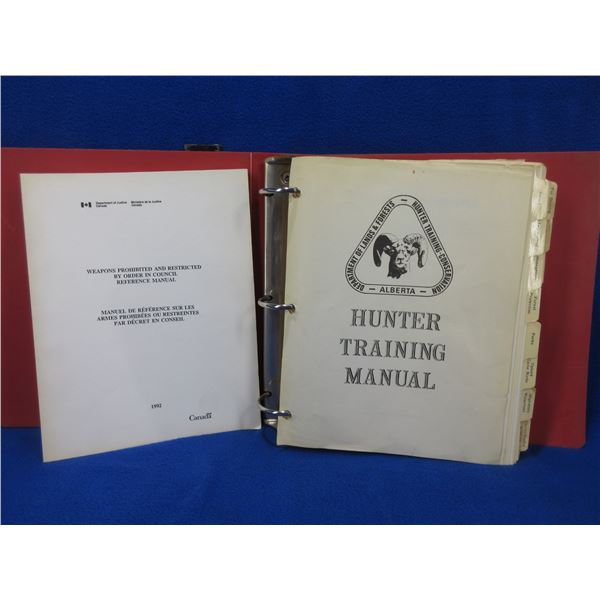 Department of Justice Canada
Ministère de la Justice Canada
WEAPONS PROHIBITED AND RESTRICTED
BY ORDER IN COUNCIL
REFERENCE MANUAL
MANUEL DE RÉFÉRENCE SUR LES
ARMES PROHIBÉES OU RESTREINTES
PAR DÉCRET EN CONSEIL
1992
Canada
DEPARTMENT OF LANDS & FORESTS
HUNTER TRAINING CONSERVATION
– ALBERTA –
HUNTER
TRAINING
MANUAL